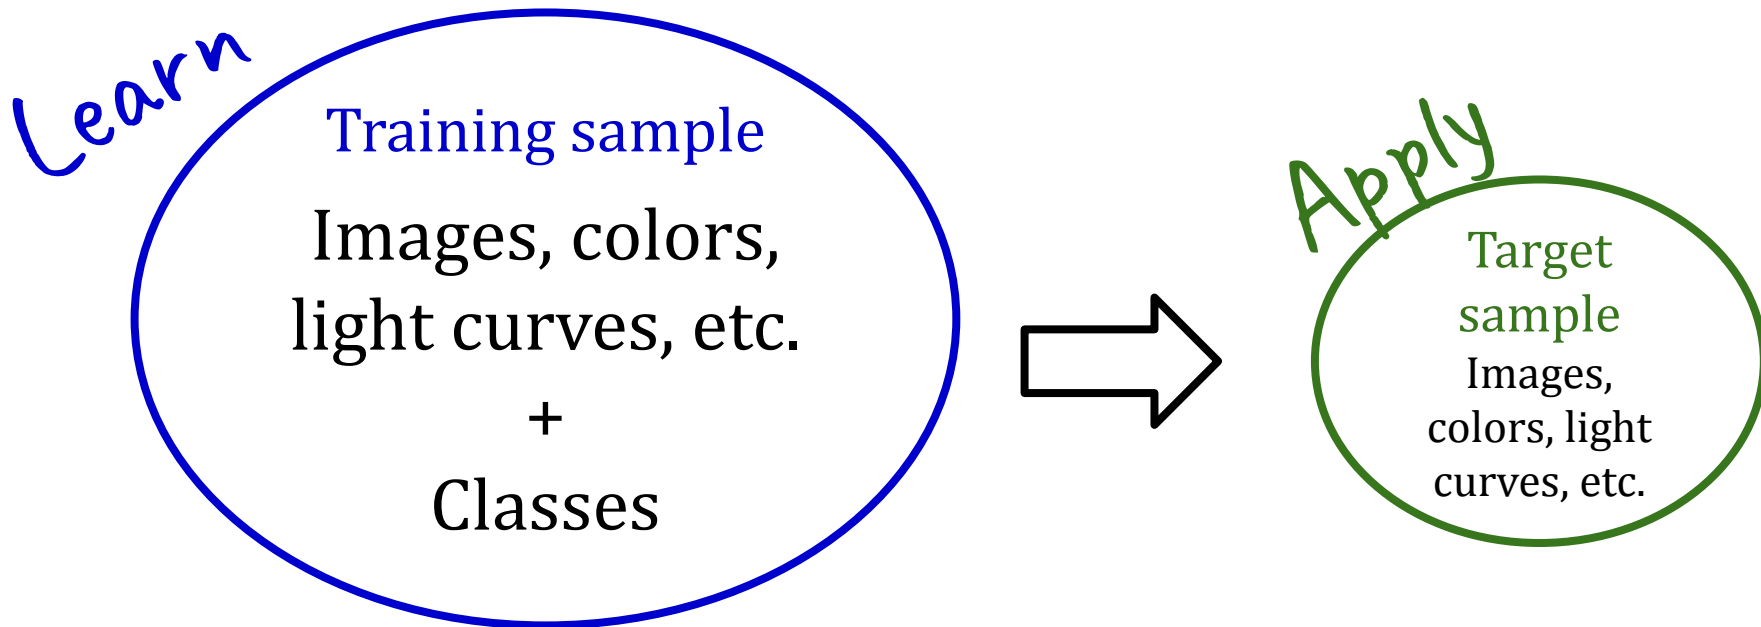 Learn
Training sample
Images, colors,
light curves, etc.
+
Classes
Apply
Target
sample
Images,
colors, light
curves, etc.